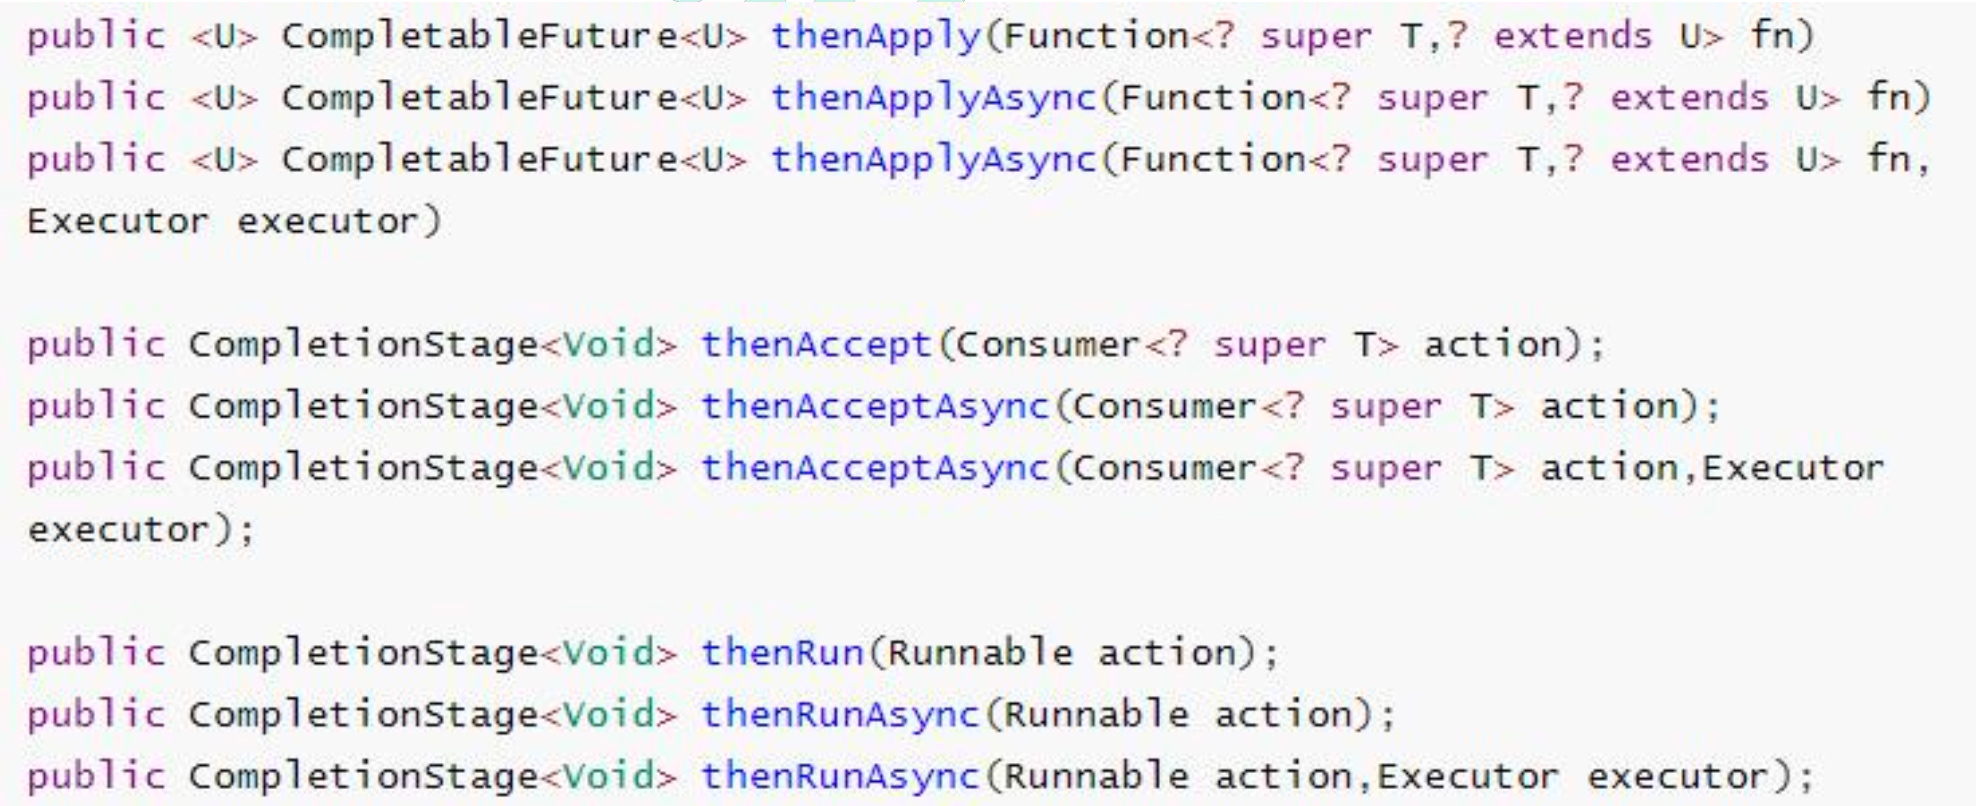 public <U> CompletableFuture<U> thenApply(Function<? super T,? extends U> fn)
public <U> CompletableFuture<U> thenApplyAsync(Function<? super T,? extends U> fn)
public <U> CompletableFuture<U> thenApplyAsync(Function<? super T,? extends U> fn,
Executor executor)
public CompletionStage<Void> thenAccept(Consumer<? super T> action);
public CompletionStage<Void> thenAcceptAsync(Consumer<? super T> action);
public CompletionStage<Void> thenAcceptAsync(Consumer<? super T> action,Executor
executor);
public CompletionStage<Void> thenRun(Runnable action);
public CompletionStage<Void> thenRunAsync(Runnable action);
public CompletionStage<Void> thenRunAsync(Runnable action,Executor executor);